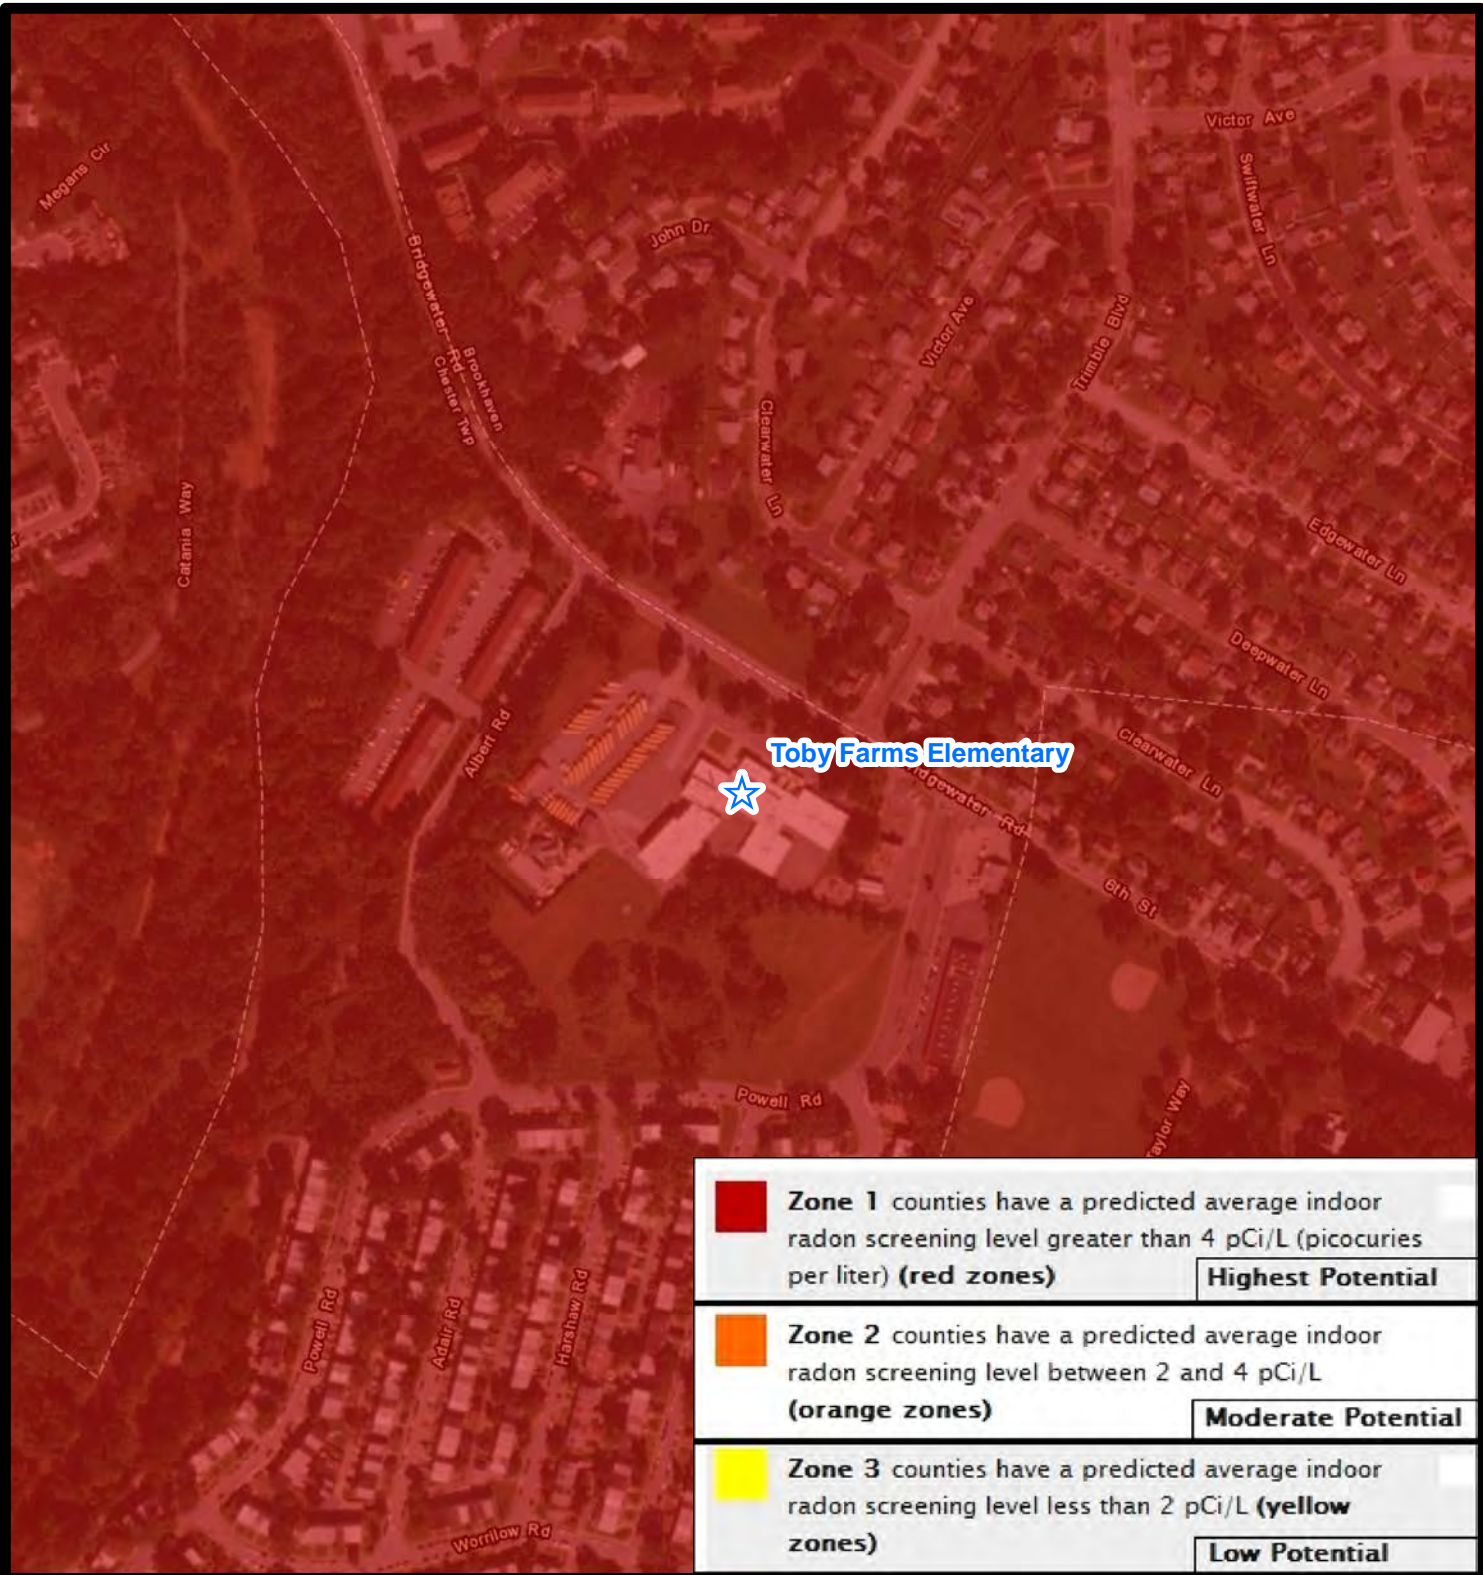 Victor Ave
Megans Cir
Swiftwater Ln
John Dr
Bridgewater Rd
Brookhaven
Chester Twp
Victor Ave
Trimble Blvd
Clearwater Ln
Catania Way
Edgewater Ln
Deepwater Ln
Albert Rd
Clearwater Ln
Toby Farms Elementary
idgewater Rd
6th St
Powell Rd
aylor Way
Powell Rd
Adair Rd
Harshaw Rd
Worrilow Rd
Zone 1 counties have a predicted average indoor
radon screening level greater than 4 pCi/L (picocuries
per liter) (red zones)
Highest Potential
Zone 2 counties have a predicted average indoor
radon screening level between 2 and 4 pCi/L
(orange zones)
Moderate Potential
Zone 3 counties have a predicted average indoor
radon screening level less than 2 pCi/L (yellow
zones)
Low Potential